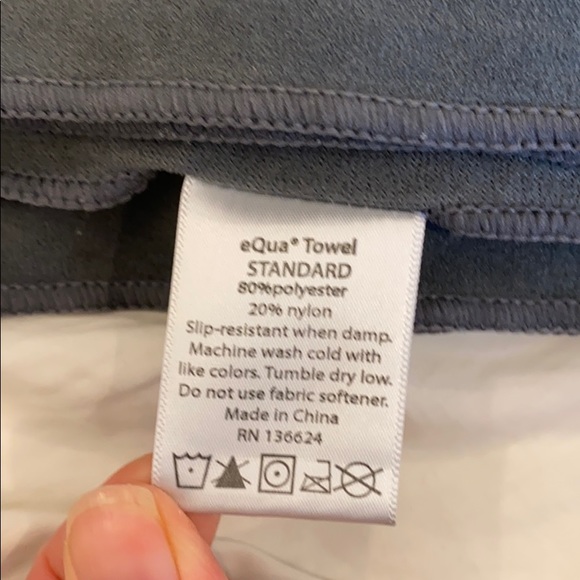 eQua® Towel
STANDARD
80%polyester
20% nylon
Slip-resistant when damp.
Machine wash cold with
like colors. Tumble dry low.
Do not use fabric softener.
Made in China
RN 136624